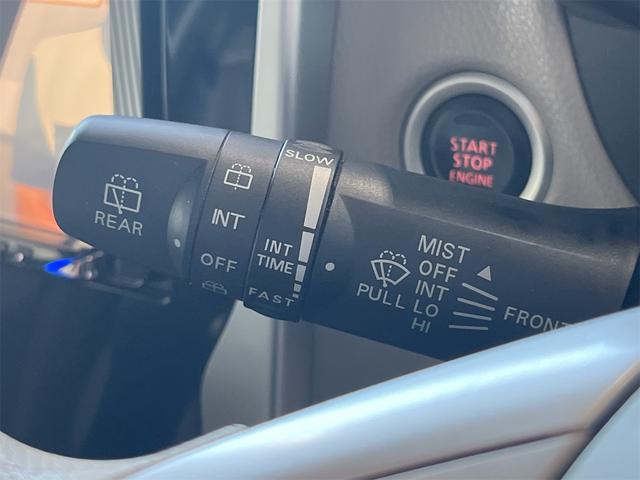 REAR
INT
OFF
SLOW
INT
TIME
FAST
START
STOP
ENGINE
MIST
OFF
PULL INT
LO
HI
FRONT